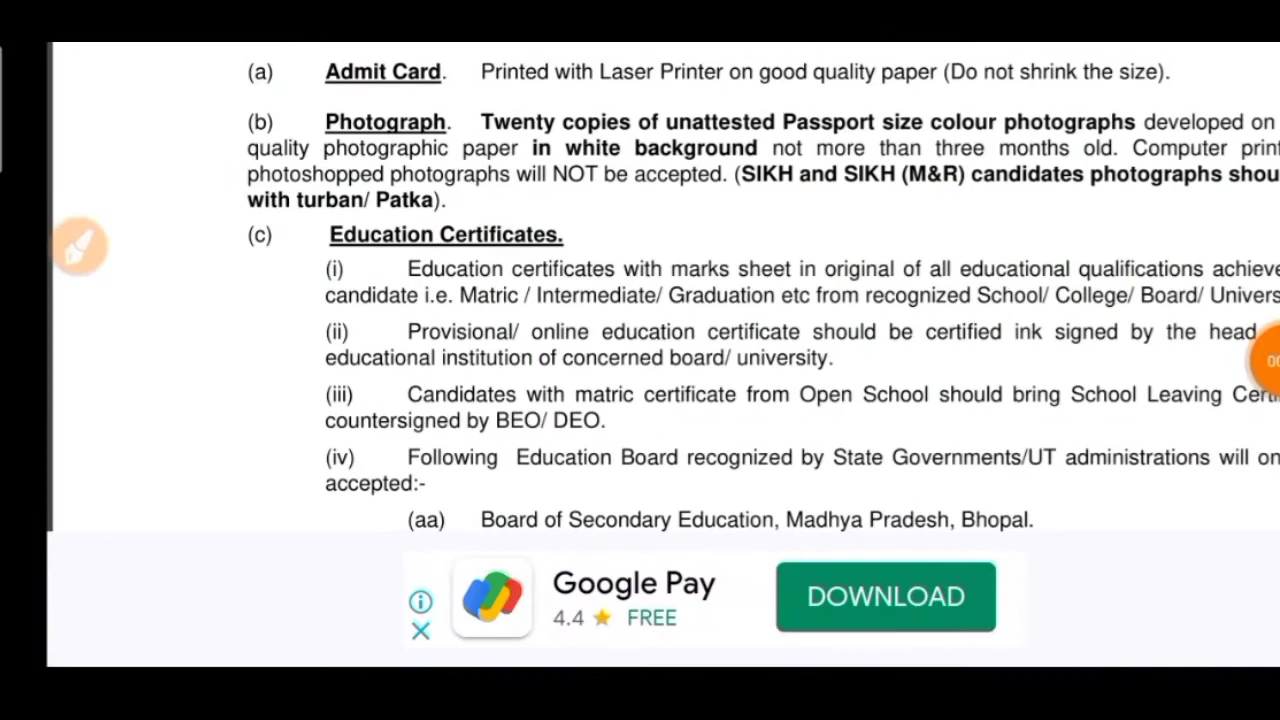 (a) Admit Card. Printed with Laser Printer on good quality paper (Do not shrink the size).
(b) Photograph. Twenty copies of unattested Passport size colour photographs developed on
quality photographic paper in white background not more than three months old. Computer
photoshopped photographs will NOT be accepted. (SIKH and SIKH (M&R) candidates photographs
with turban/ Patka).
(c) Education Certificates.
(i) Education certificates with marks sheet in original of all educational qualifications
candidate i.e. Matric / Intermediate/ Graduation etc from recognized School/ College/ Board/
(ii) Provisional/ online education certificate should be certified ink signed by the head
educational institution of concerned board/ university.
(iii) Candidates with matric certificate from Open School should bring School Leaving
countersigned by BEO/ DEO.
(iv) Following Education Board recognized by State Governments/UT administrations will
accepted:-
(aa) Board of Secondary Education, Madhya Pradesh, Bhopal.
Google Pay
4.4 FREE
DOWNLOAD